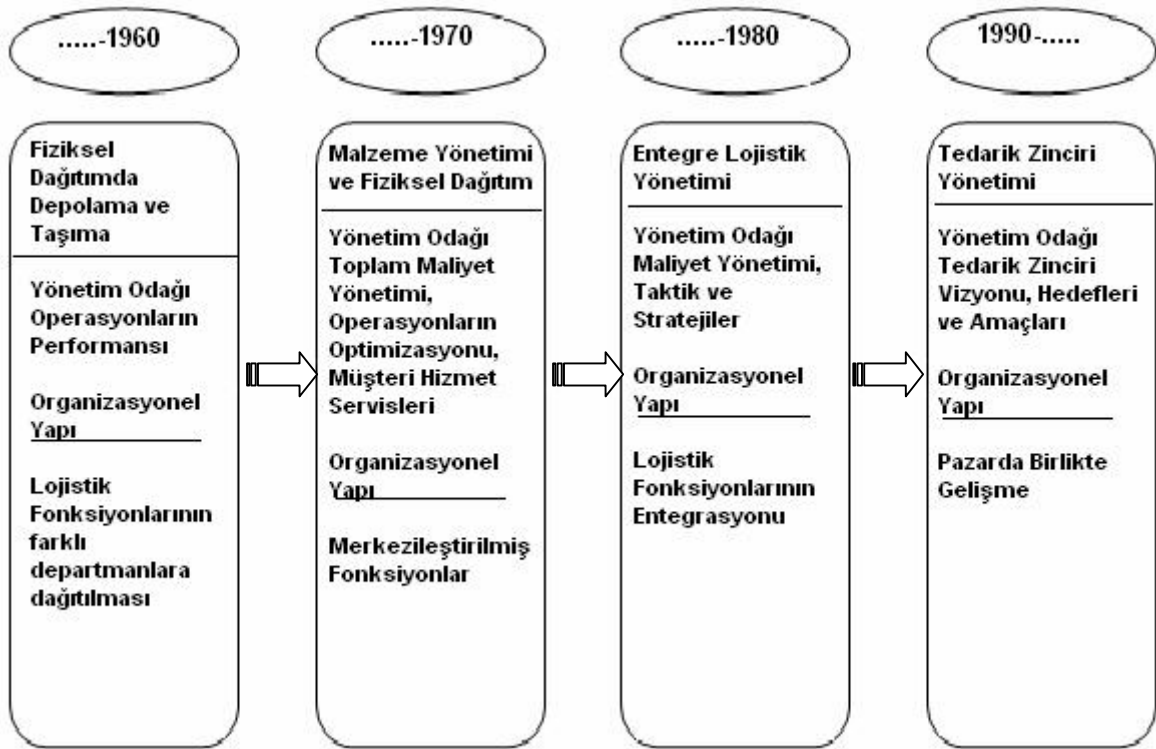 .....-1960
.....-1970
.....-1980
1990-.....
Fiziksel
Dağıtımda
Depolama ve
Taşıma
Yönetim Odağı
Operasyonların
Performansı
Organizasyonel
Yapı
Lojistik
Fonksiyonlarının
farklı
departmanlara
dağıtılması
Malzeme Yönetimi
ve Fiziksel Dağıtım
Yönetim Odağı
Toplam Maliyet
Yönetimi,
Operasyonların
Optimizasyonu,
Müşteri Hizmet
Servisleri
Organizasyonel
Yapı
Merkezileştirilmiş
Fonksiyonlar
Entegre Lojistik
Yönetimi
Yönetim Odağı
Maliyet Yönetimi,
Taktik ve
Stratejiler
Organizasyonel
Yapı
Lojistik
Fonksiyonlarının
Entegrasyonu
Tedarik Zinciri
Yönetimi
Yönetim Odağı
Tedarik Zinciri
Vizyonu, Hedefleri
ve Amaçları
Organizasyonel
Yapı
Pazarda Birlikte
Gelişme